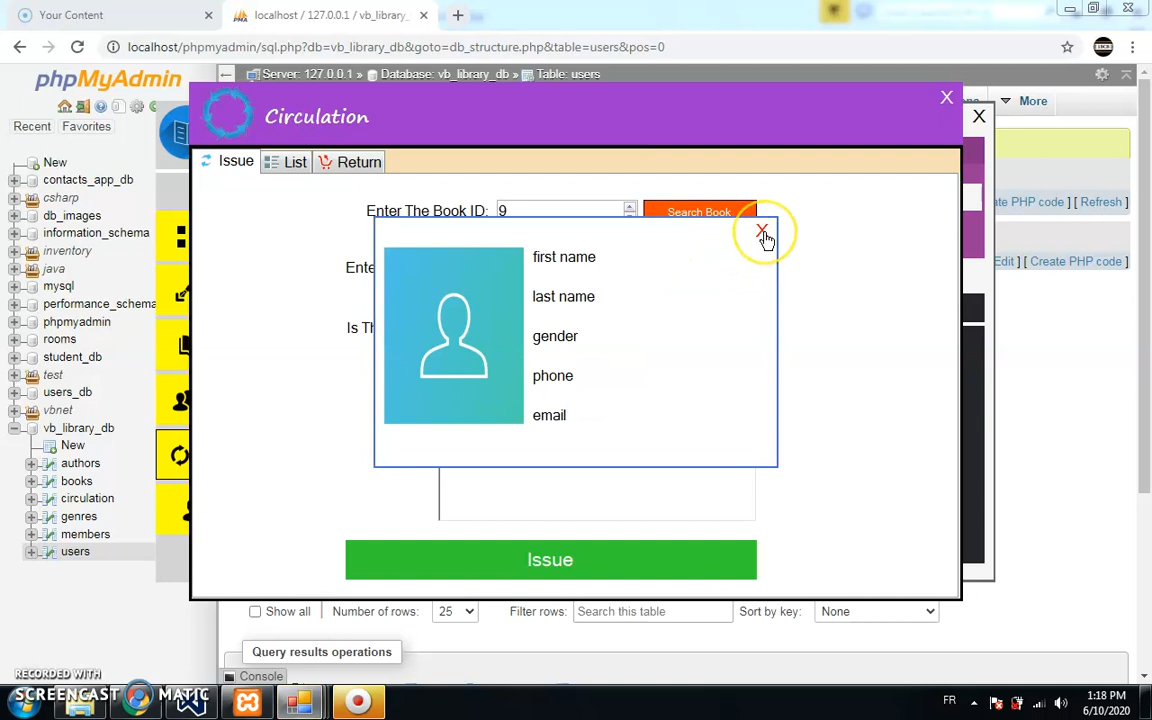 Your Content
localhost / 127.0.0.1 / vb_library_
localhost/phpmyadmin/sql.php?db=vb_library_db&goto=db_structure.php&table=users&pos=0
phpMyAdmin
Server: 127.0.0.1 » Database: vb_library_db » Table: users
Recent
Favorites
More
New
contacts_app_db
csharp
db_images
information_schema
inventory
java
mysql
performance_schema
phpmyadmin
rooms
student_db
test
users_db
vbnet
vb_library_db
New
authors
books
circulation
genres
members
users
Circulation
X
X
Issue
List
Return
Enter The Book ID:
9
Search Book
X
first name
last name
gender
phone
email
Ente
Is Th
Issue
PHP code ] [ Refresh ]
Edit ] [ Create PHP code ]
Show all
Number of rows:
25
Filter rows:
Search this table
Sort by key:
None
Query results operations
Console
RECORDED WITH
SCREENCAST MATIC
FR
1:18 PM
6/10/2020